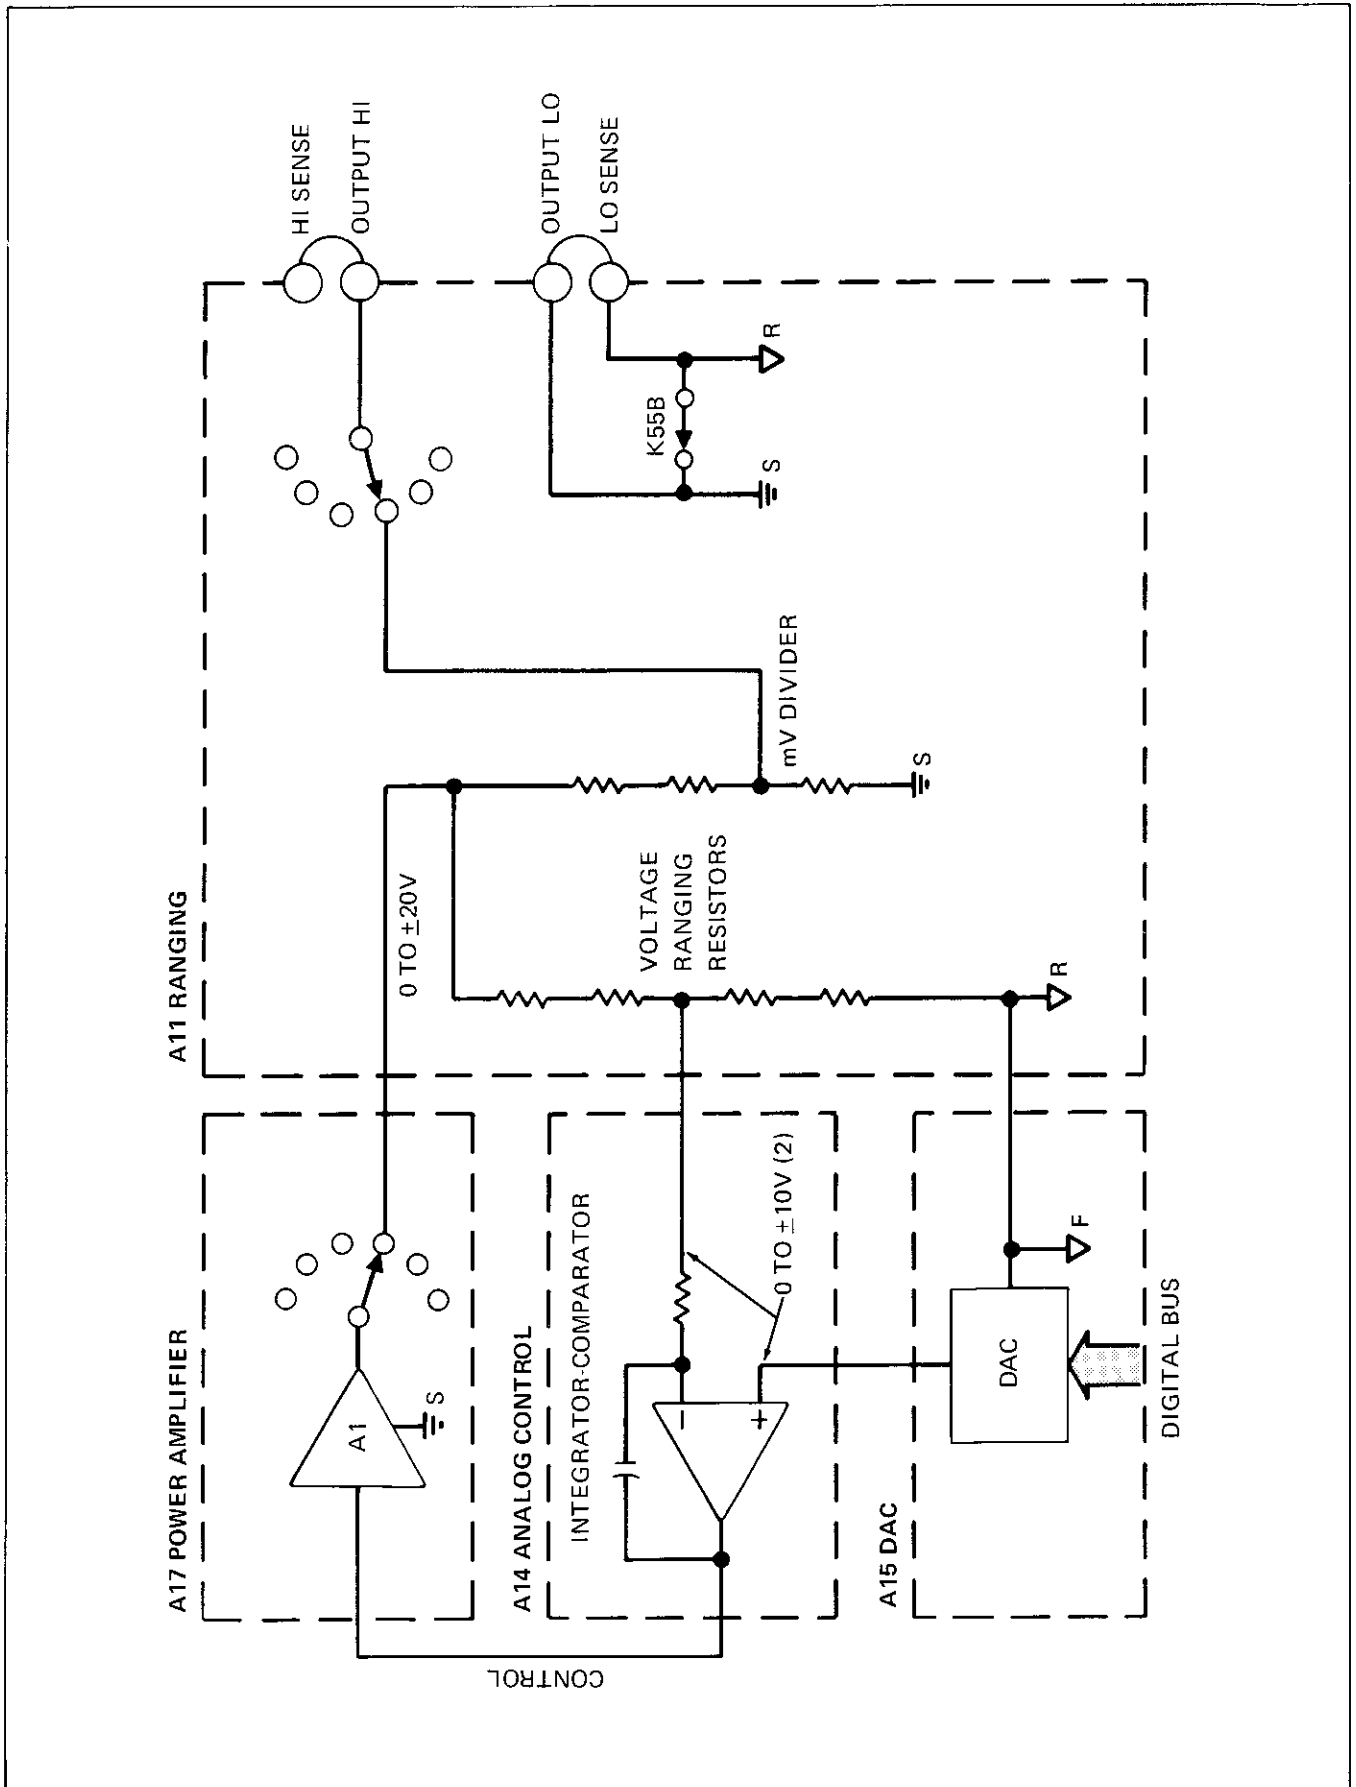 A17 POWER AMPLIFIER
A1
S
CONTROL
A14 ANALOG CONTROL
INTEGRATOR-COMPARATOR
−
+
0 TO ±10V (2)
A15 DAC
DAC
F
DIGITAL BUS
A11 RANGING
0 TO ±20V
VOLTAGE
RANGING
RESISTORS
R
mV DIVIDER
S
K55B
S
R
HI SENSE
OUTPUT HI
OUTPUT LO
LO SENSE